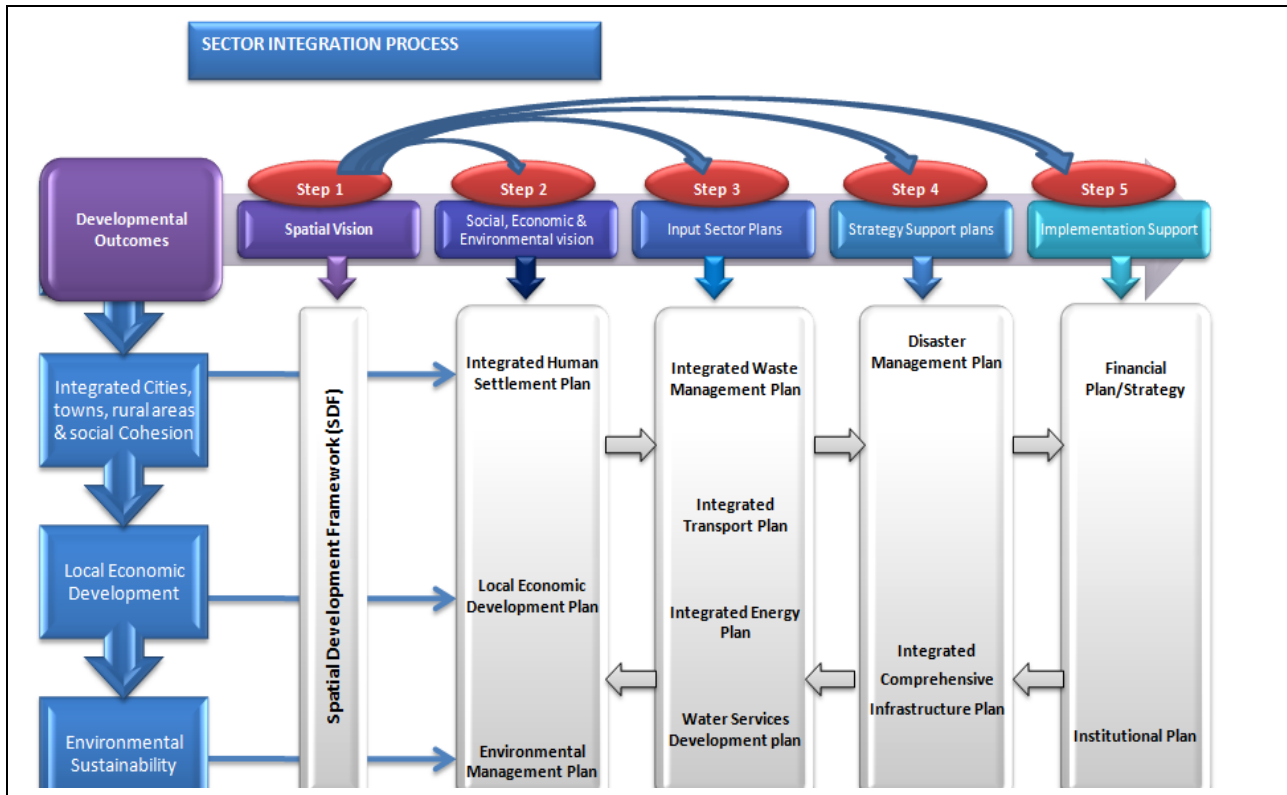 SECTOR INTEGRATION PROCESS
Developmental
Outcomes
Step 1
Spatial Vision
Step 2
Social, Economic &
Environmental vision
Step 3
Input Sector Plans
Step 4
Strategy Support plans
Step 5
Implementation Support
Integrated Cities,
towns, rural areas
& social Cohesion
Local Economic
Development
Environmental
Sustainability
Spatial Development Framework(SDF)
Integrated Human
Settlement Plan
Local Economic
Development Plan
Environmental
Management Plan
Integrated Waste
Management Plan
Integrated
Transport Plan
Integrated Energy
Plan
Water Services
Development plan
Disaster
Management Plan
Integrated
Comprehensive
Infrastructure Plan
Financial
Plan/Strategy
Institutional Plan